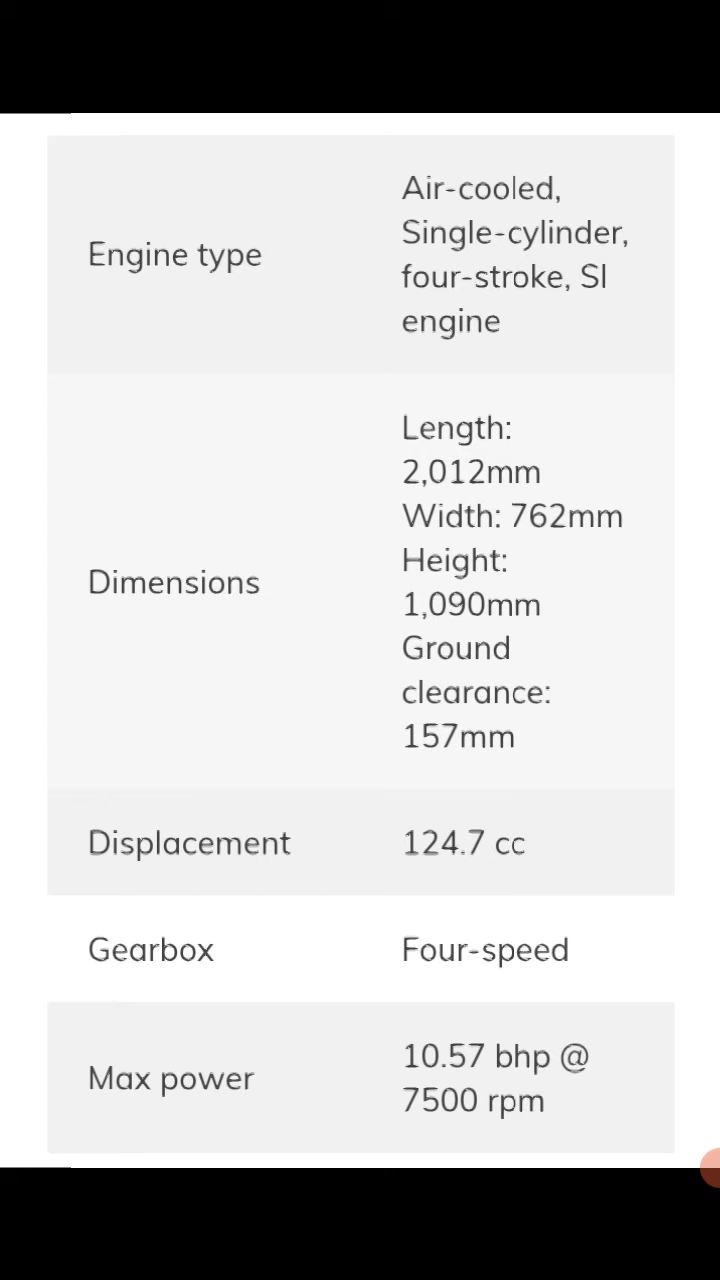 Engine type
Air-cooled,
Single-cylinder,
four-stroke, SI
engine
Dimensions
Length:
2,012mm
Width: 762mm
Height:
1,090mm
Ground
clearance:
157mm
Displacement
124.7 cc
Gearbox
Four-speed
Max power
10.57 bhp @
7500 rpm